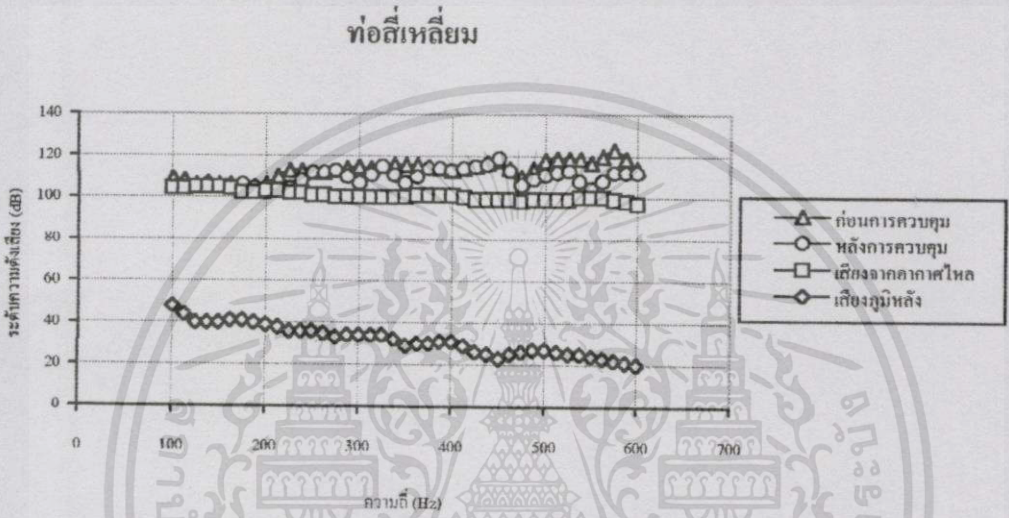 ท่อสี่เหลี่ยม
140
120
100
80
60
40
20
0
ระดับความดังเสียง (dB)
0 100 200 300 400 500 600 700
ความถี่ (Hz)
ก่อนการควบคุม
หลังการควบคุม
เสียงจากอากาศไหล
เสียงภูมิหลัง